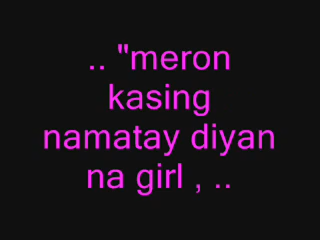 .. "meron
kasing
namatay diyan
na girl , ..